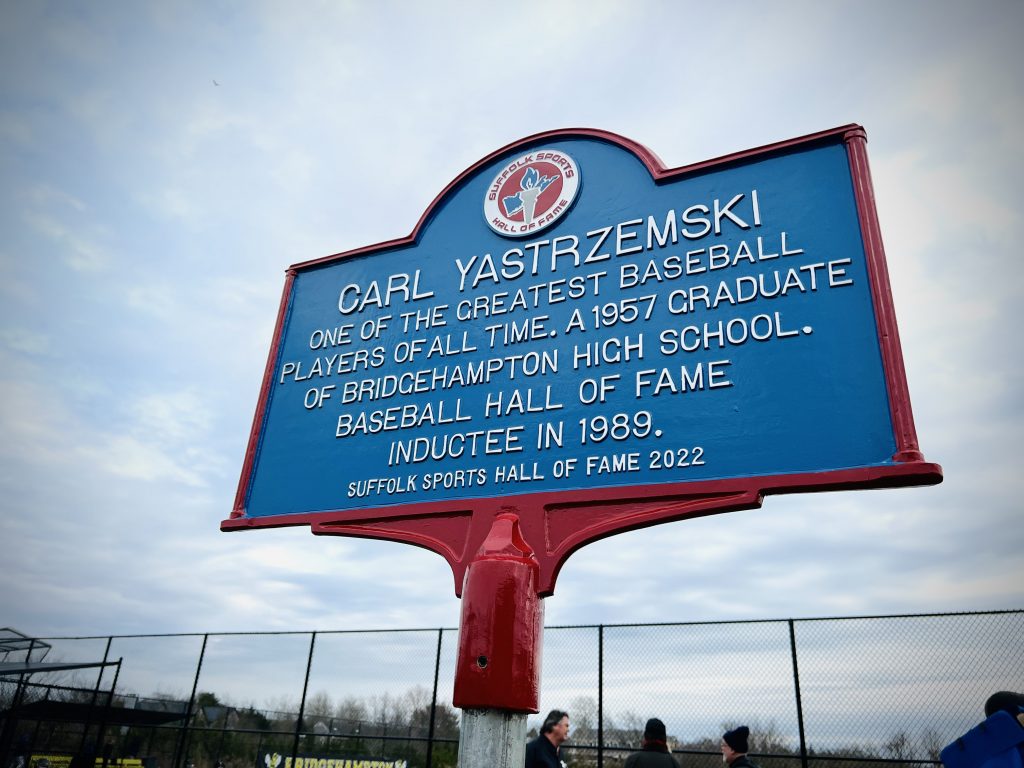 SUFFOLK SPORTS
HALL OF FAME
CARL YASTRZEMSKI
ONE OF THE GREATEST BASEBALL
PLAYERS OF ALL TIME. A 1957 GRADUATE
OF BRIDGEHAMPTON HIGH SCHOOL.
BASEBALL HALL OF FAME
INDUCTEE IN 1989.
SUFFOLK SPORTS HALL OF FAME 2022
BRIDGEHAMPTON